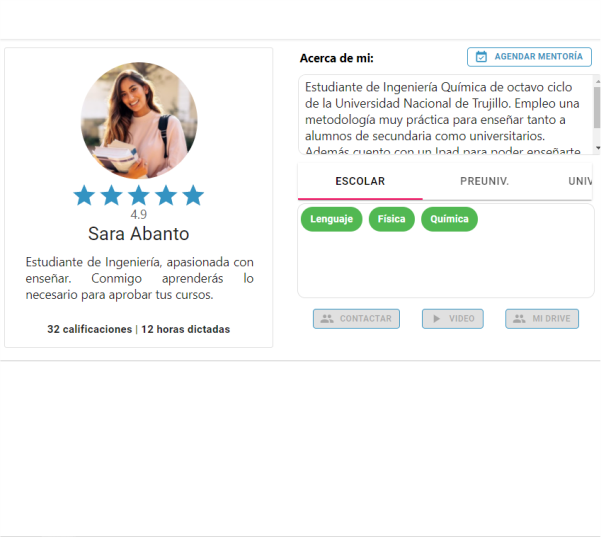 4.9
Sara Abanto
Estudiante de Ingeniería, apasionada con
enseñar. Conmigo aprenderás lo
necesario para aprobar tus cursos.
32 calificaciones | 12 horas dictadas
Acerca de mi:
AGENDAR MENTORÍA
Estudiante de Ingeniería Química de octavo ciclo
de la Universidad Nacional de Trujillo. Empleo una
metodología muy práctica para enseñar tanto a
alumnos de secundaria como universitarios.
Además cuento con un Ipad para poder enseñarte
ESCOLAR PREUNIV. UNIV
Lenguaje Física Química
CONTACTAR VIDEO MI DRIVE